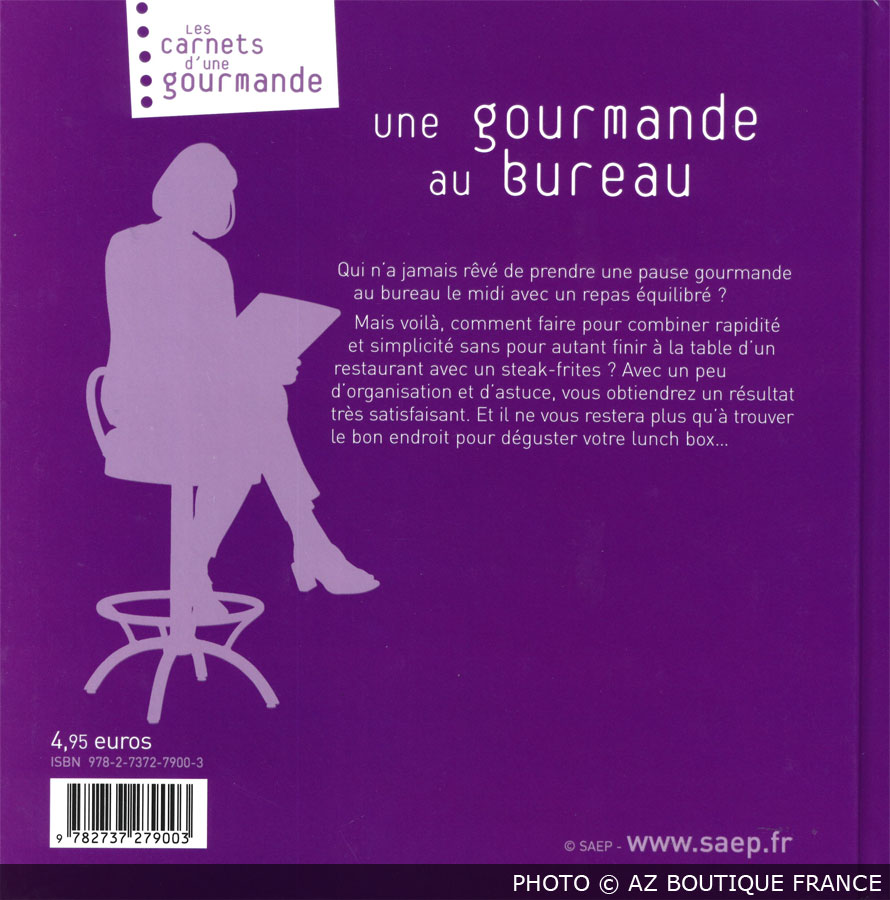 Les
carnets
d'une
gourmande
une gourmande
au bureau
Qui n'a jamais rêvé de prendre une pause gourmande
au bureau le midi avec un repas équilibré ?
Mais voilà, comment faire pour combiner rapidité
et simplicité sans pour autant finir à la table d'un
restaurant avec un steak-frites ? Avec un peu
d'organisation et d'astuce, vous obtiendrez un résultat
très satisfaisant. Et il ne vous restera plus qu'à trouver
le bon endroit pour déguster votre lunch box...
4,95 euros
ISBN 978-2-7372-7900-3
9 782737 279003
© SAEP - www.saep.fr
PHOTO © AZ BOUTIQUE FRANCE